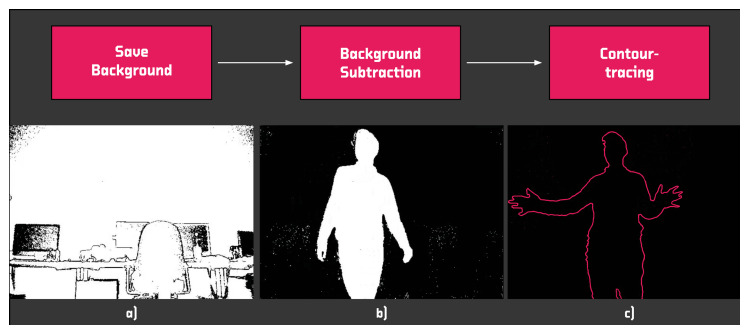 Save
Background
Background
Subtraction
Contour-
tracing
a)
b)
c)